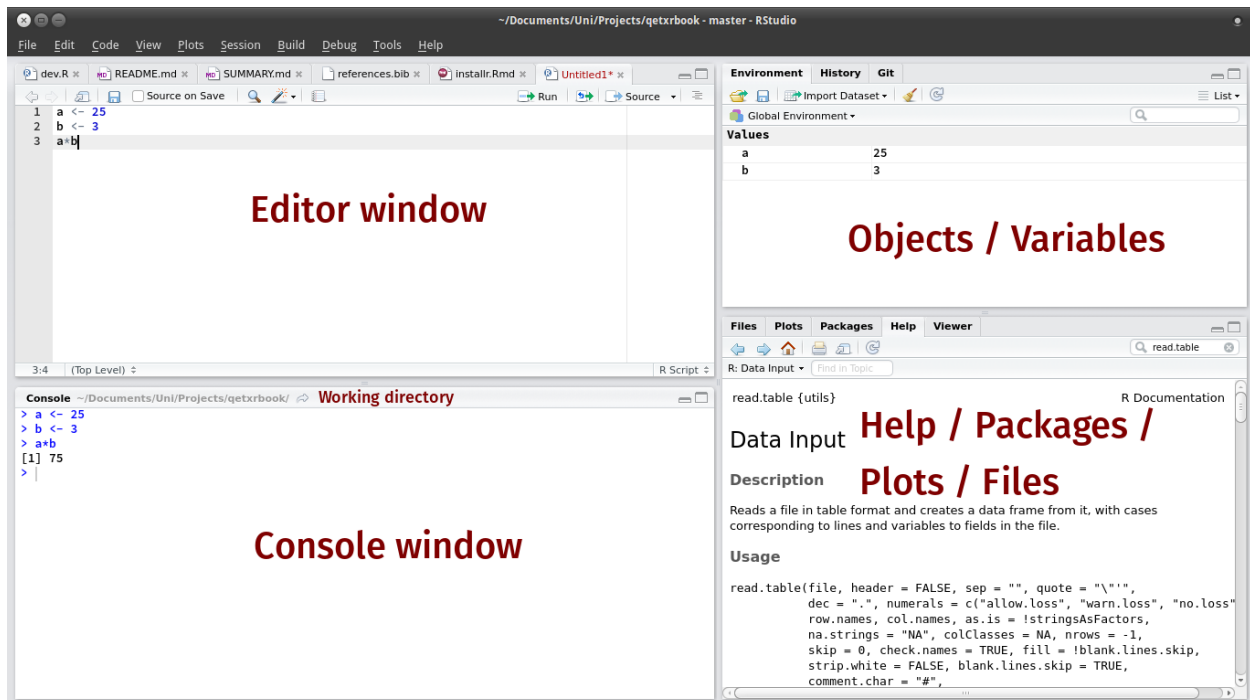 ~/Documents/Uni/Projects/qetxrbook - master - RStudio
File Edit Code View Plots Session Build Debug Tools Help
dev.R README.md SUMMARY.md references.bib installr.Rmd Untitled1*
Source on Save Run Source
1 a <- 25
2 b <- 3
3 a*b
Editor window
3:4 (Top Level) R Script
Console ~/Documents/Uni/Projects/qetxrbook/ Working directory
> a <- 25
> b <- 3
> a*b
[1] 75
>
Console window
Environment History Git
Import Dataset List
Global Environment
Values
a 25
b 3
Objects / Variables
Files Plots Packages Help Viewer
read.table
R: Data Input Find in Topic
read.table {utils} R Documentation
Data Input
Help / Packages /
Plots / Files
Description
Reads a file in table format and creates a data frame from it, with cases
corresponding to lines and variables to fields in the file.
Usage
read.table(file, header = FALSE, sep = "", quote = "\"'",
dec = ".", numerals = c("allow.loss", "warn.loss", "no.loss"
row.names, col.names, as.is = !stringsAsFactors,
na.strings = "NA", colClasses = NA, nrows = -1,
skip = 0, check.names = TRUE, fill = !blank.lines.skip,
strip.white = FALSE, blank.lines.skip = TRUE,
comment.char = "#",